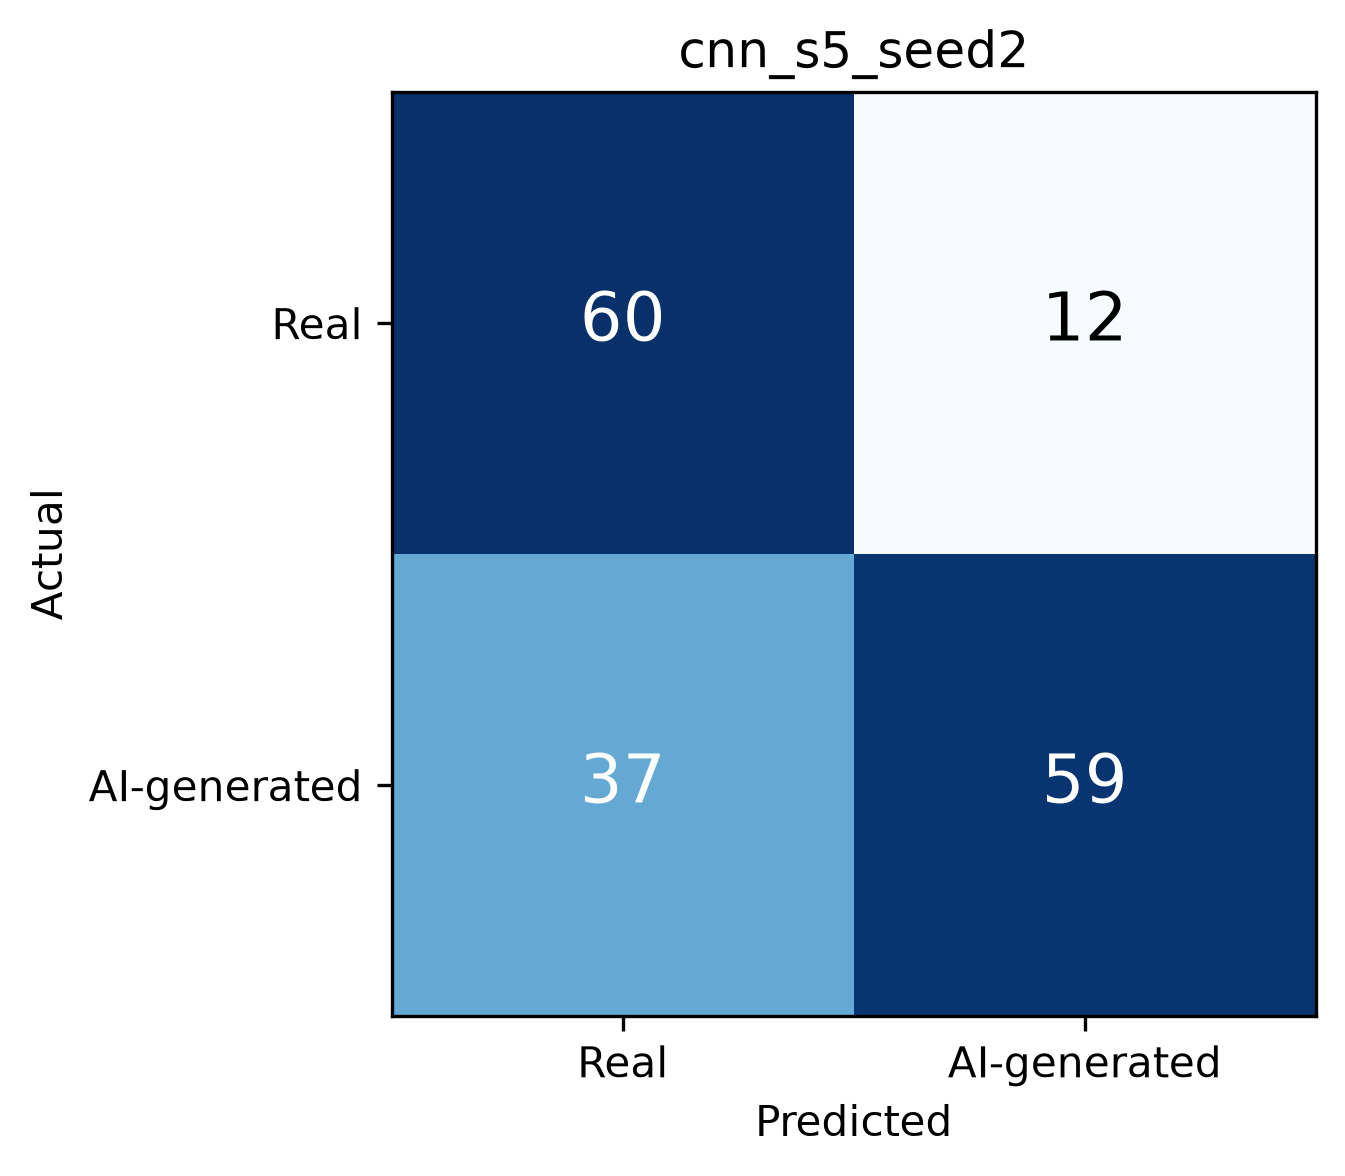 cnn_s5_seed2
Actual
Real
60
12
AI-generated
37
59
Real
AI-generated
Predicted